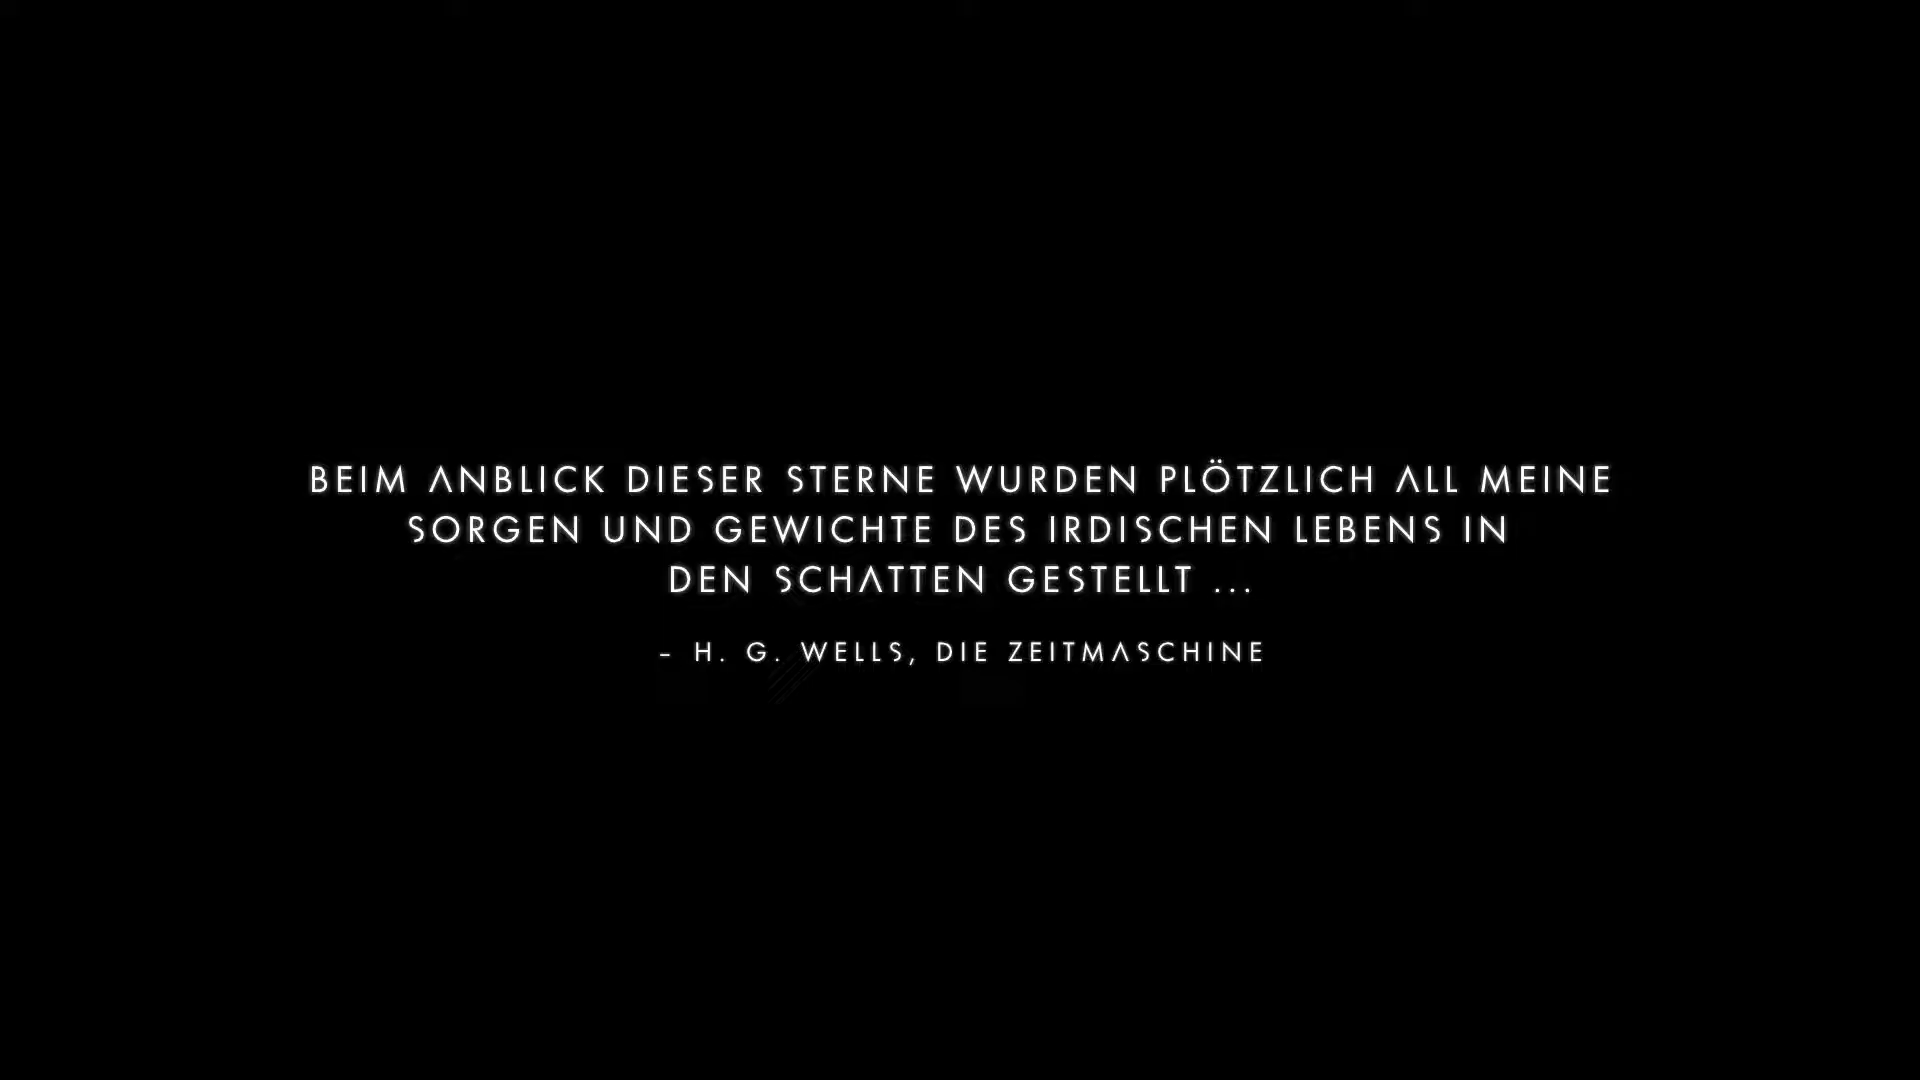 BEIM ANBLICK DIESER STERNE WURDEN PLÖTZLICH ALL MEINE
SORGEN UND GEWICHTE DES IRDISCHEN LEBENS IN
DEN SCHATTEN GESTELLT ...
– H. G. WELLS, DIE ZEITMASCHINE